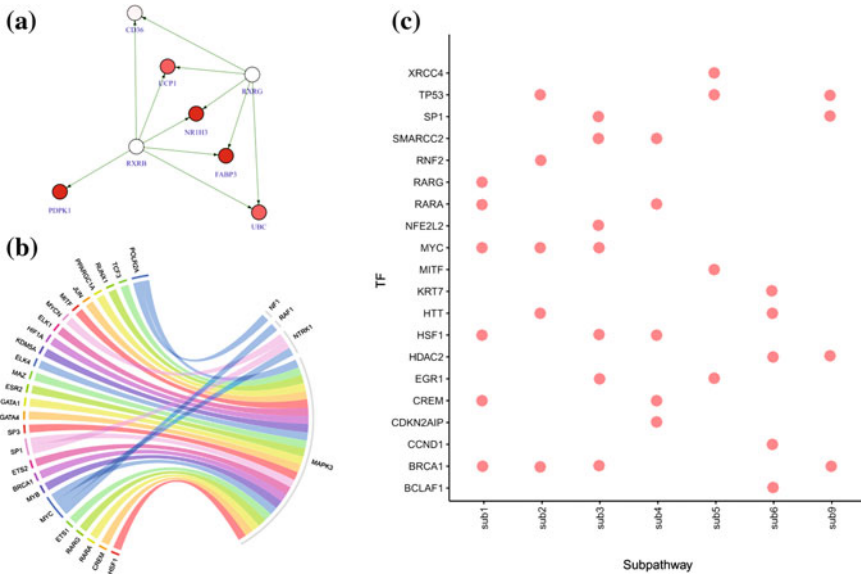 (a)
CD36
UCP1
RXRG
NR1H3
RXRB
FABP3
PDPK1
UBC
(b)
POLR2A
TCF3
RUNX1
PPARGC1A
JUN
MITF
MYCN
ELK1
HIF1A
KDM5A
ELK4
MAZ
ESR2
GATA1
GATA4
SP3
SP1
ETS2
BRCA1
MYB
MYC
ETS1
RARG
RARA
CREM
HSF1
NF1
RAF1
NTRK1
MAPK3
(c)
XRCC4
TP53
SP1
SMARCC2
RNF2
RARG
RARA
NFE2L2
MYC
MITF
KRT7
HTT
HSF1
HDAC2
EGR1
CREM
CDKN2AIP
CCND1
BRCA1
BCLAF1
TF
sub1
sub2
sub3
sub4
sub5
sub6
sub9
Subpathway